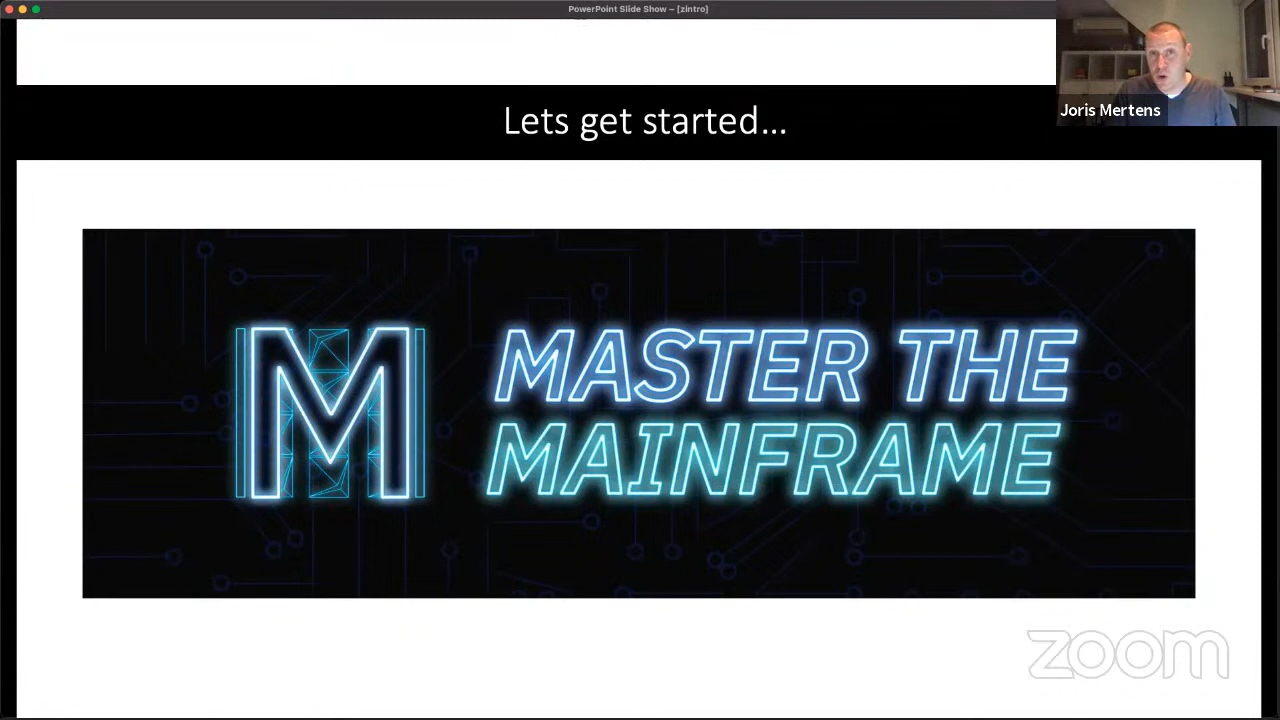 PowerPoint Slide Show – [zintro]
Lets get started...
Joris Mertens
M
MASTER THE
MAINFRAME
zoom